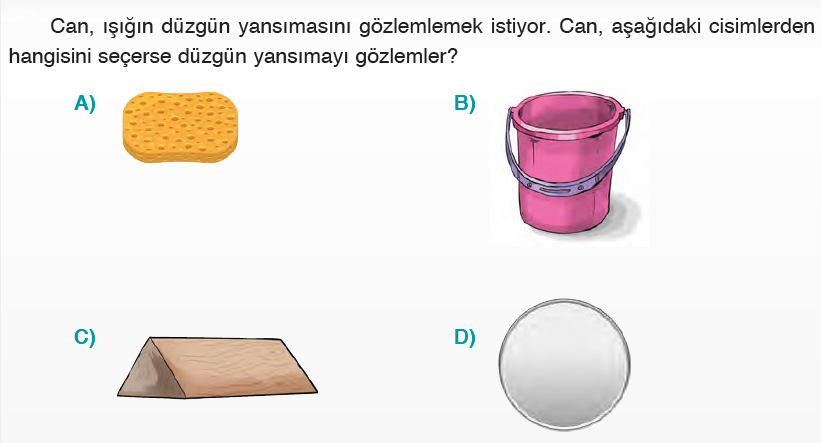 Can, ışığın düzgün yansımasını gözlemlemek istiyor. Can, aşağıdaki cisimlerden
hangisini seçerse düzgün yansımayı gözlemler?
A)
B)
C)
D)